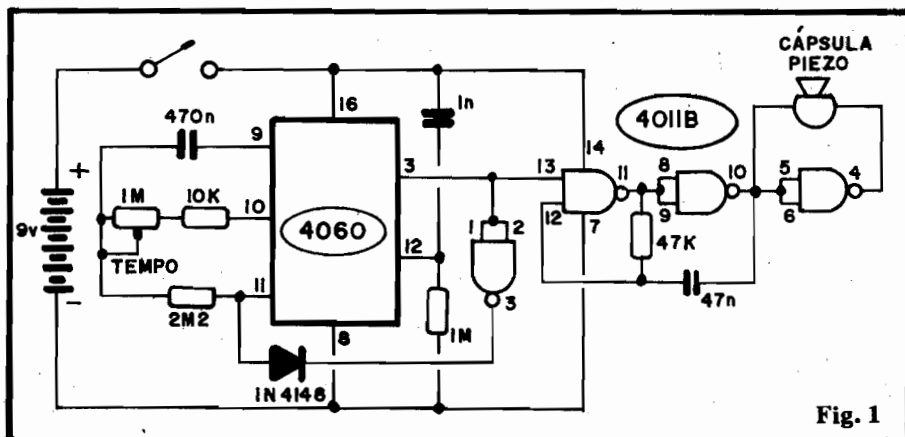 CÁPSULA
PIEZO
1n
16
470n
9
4011B
14
3
13
11
8
10
5
4
+
1M
10K
10
4060
12
1
2
12
7
9
6
9v
TEMPO
12
47K
-
11
3
47n
2M2
8
1M
1N4148
Fig. 1